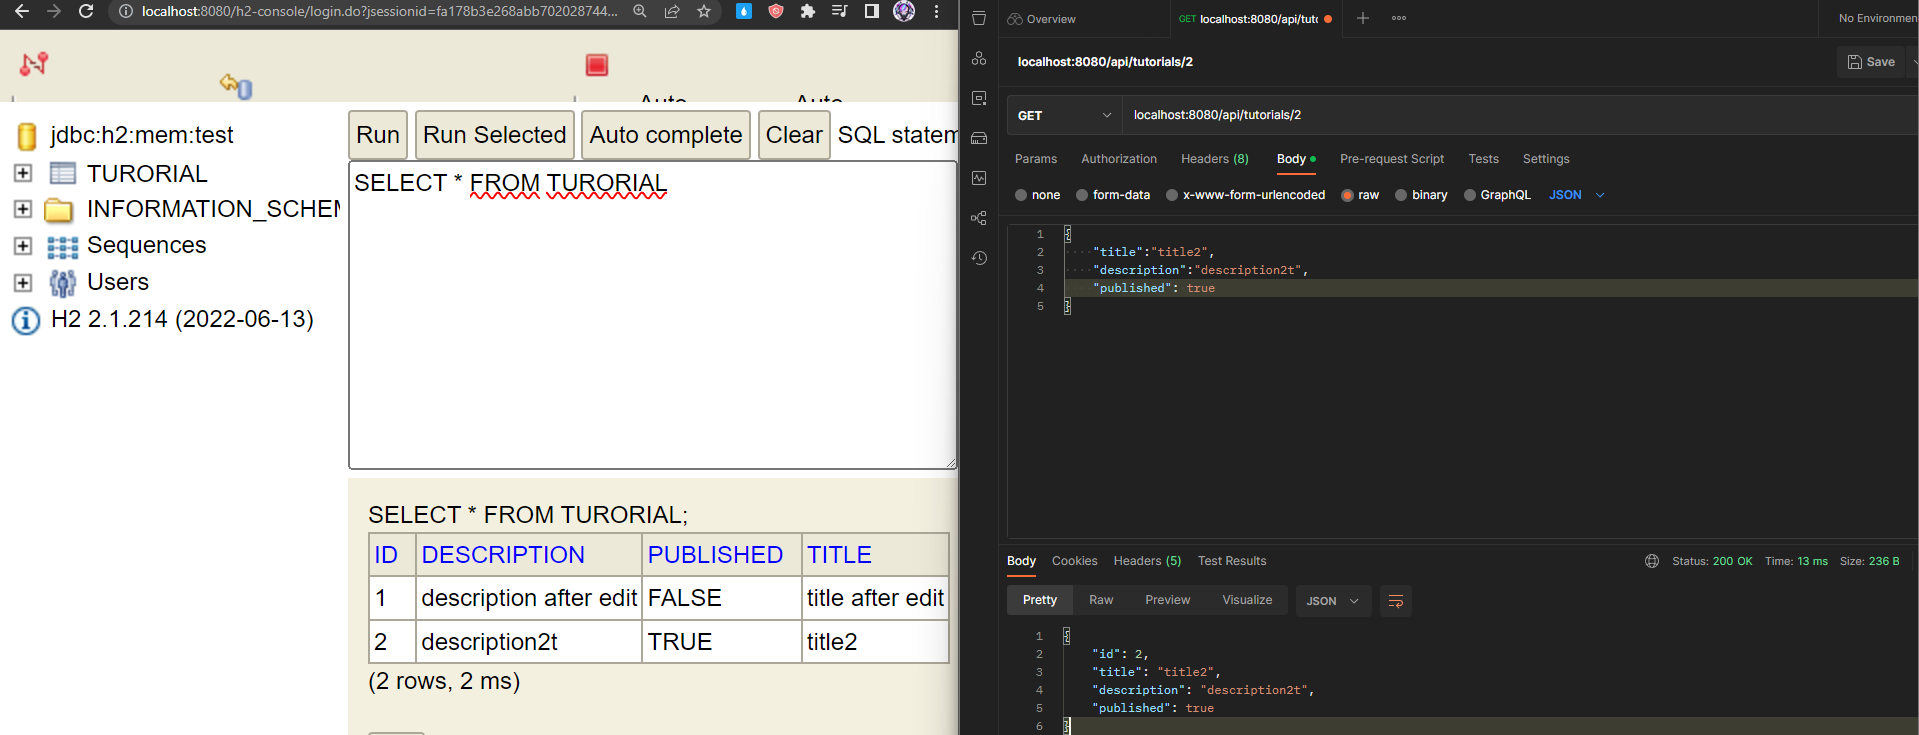 localhost:8080/h2-console/login.do?jsessionid=fa178b3e268abb702028744...
Auto Auto
jdbc:h2:mem:test
TURORIAL
INFORMATION_SCHEM
Sequences
Users
H2 2.1.214 (2022-06-13)
Run Run Selected Auto complete Clear SQL statem
SELECT * FROM TURORIAL
SELECT * FROM TURORIAL;
ID DESCRIPTION PUBLISHED TITLE
1 description after edit FALSE title after edit
2 description2t TRUE title2
(2 rows, 2 ms)
Overview GET localhost:8080/api/tuto No Environmen
localhost:8080/api/tutorials/2 Save
GET localhost:8080/api/tutorials/2
Params Authorization Headers (8) Body Pre-request Script Tests Settings
none form-data x-www-form-urlencoded raw binary GraphQL JSON
1 {
2 "title":"title2",
3 "description":"description2t",
4 "published": true
5 }
Body Cookies Headers (5) Test Results Status: 200 OK Time: 13 ms Size: 236 B
Pretty Raw Preview Visualize JSON
1 {
2 "id": 2,
3 "title": "title2",
4 "description": "description2t",
5 "published": true
6 }